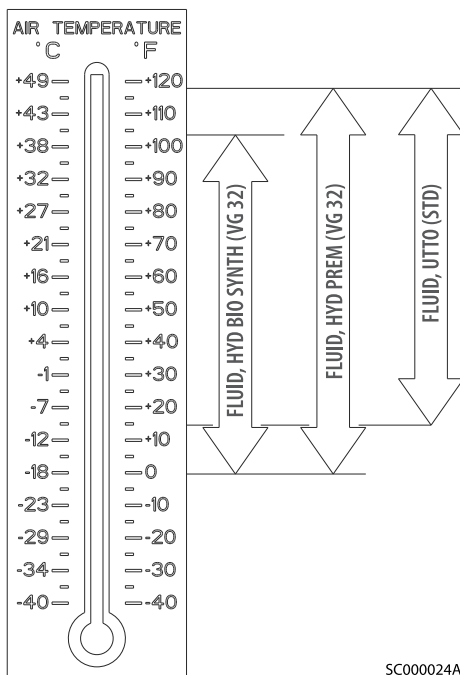 AIR TEMPERATURE
°C °F
+49 +120
+43 +110
+38 +100
+32 +90
+27 +80
+21 +70
+16 +60
+10 +50
+4 +40
-1 +30
-7 +20
-12 +10
-18 0
-23 -10
-29 -20
-34 -30
-40 -40
FLUID, HYD BIO SYNTH (VG 32)
FLUID, HYD PREM (VG 32)
FLUID, UTTO (STD)
SC000024A